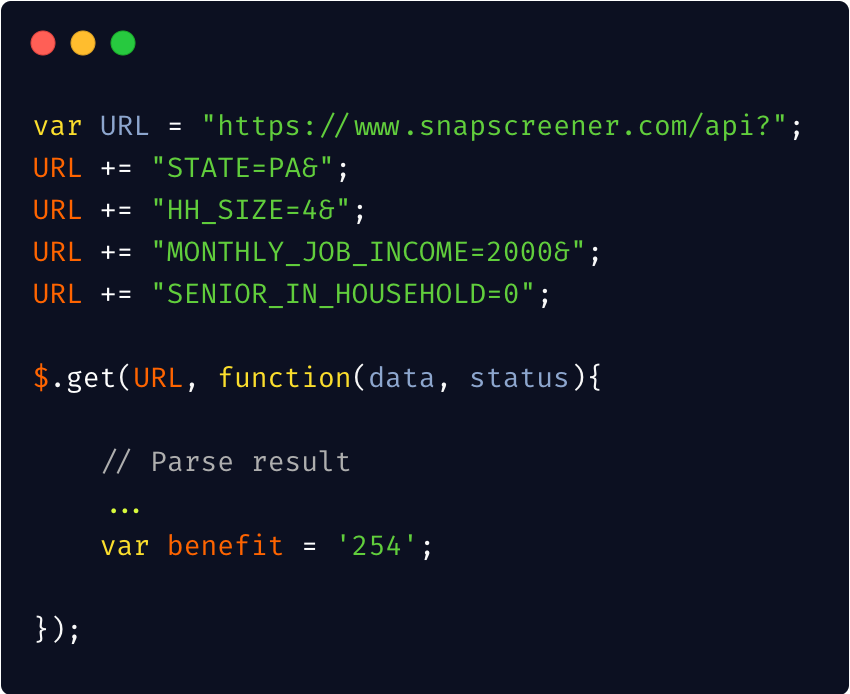 var URL = "https://www.snapscreener.com/api?";
URL += "STATE=PA&";
URL += "HH_SIZE=4&";
URL += "MONTHLY_JOB_INCOME=2000&";
URL += "SENIOR_IN_HOUSEHOLD=0";
$.get(URL, function(data, status){
// Parse result
...
var benefit = '254';
});